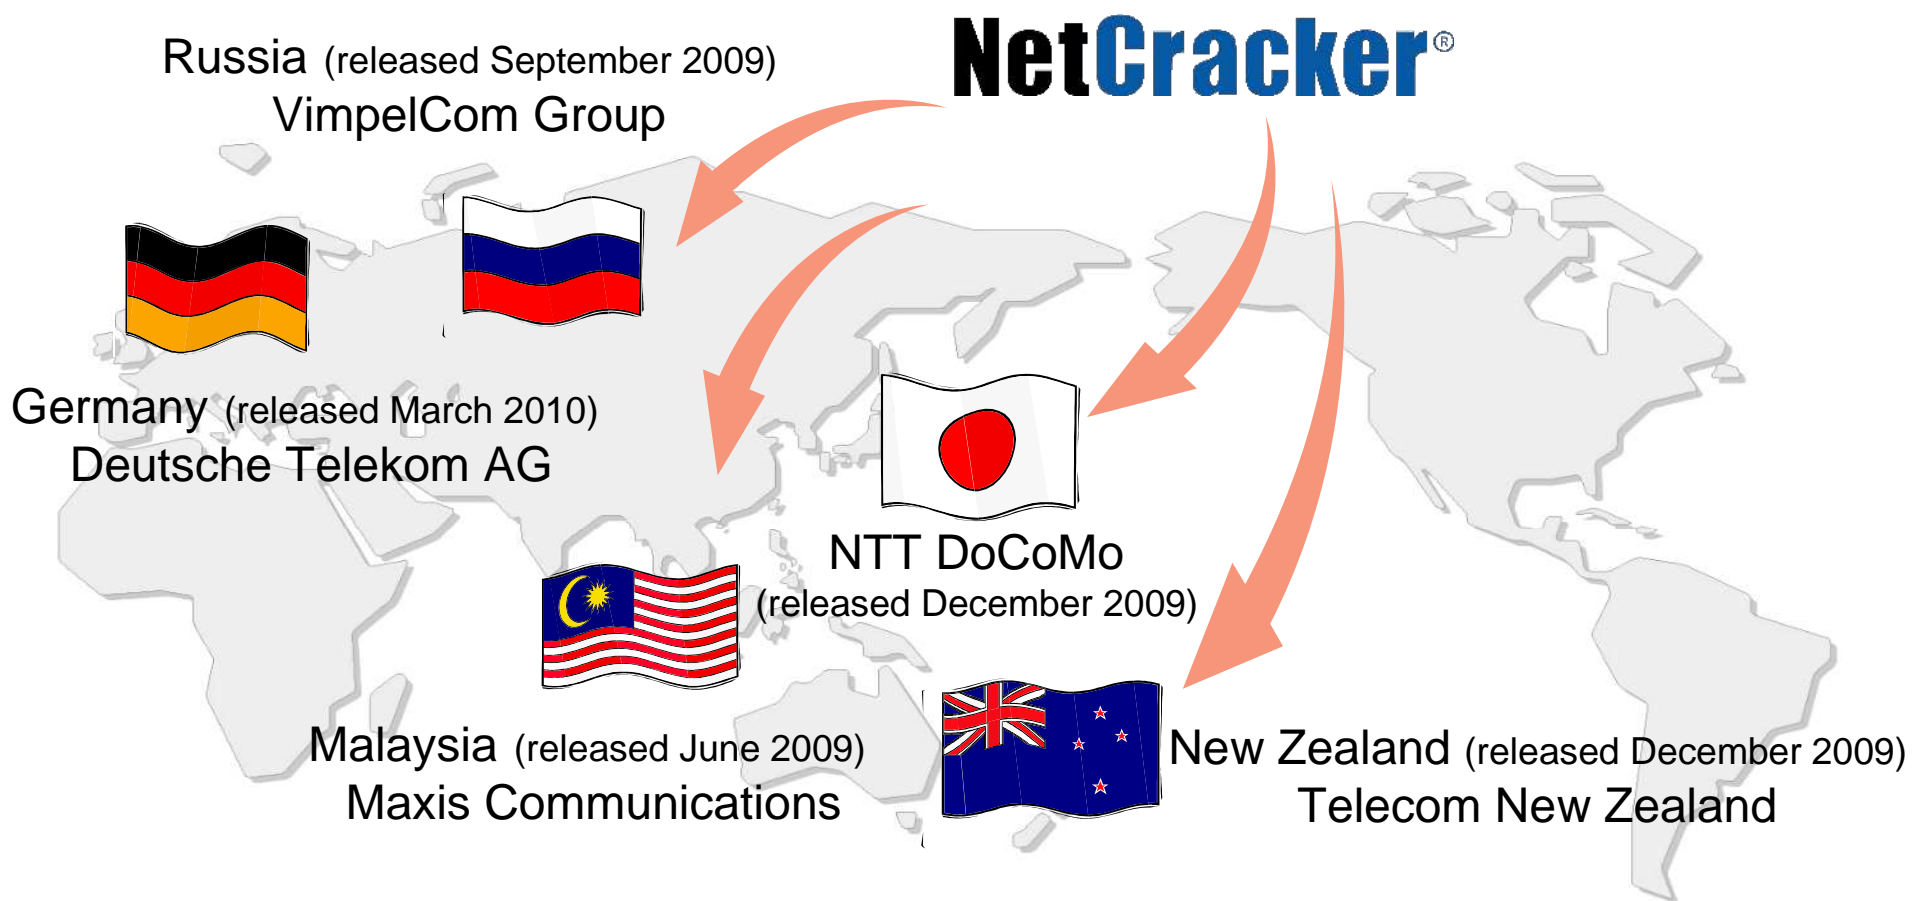 NetCracker®
Russia (released September 2009)
VimpelCom Group
Germany (released March 2010)
Deutsche Telekom AG
NTT DoCoMo
(released December 2009)
Malaysia (released June 2009)
Maxis Communications
New Zealand (released December 2009)
Telecom New Zealand